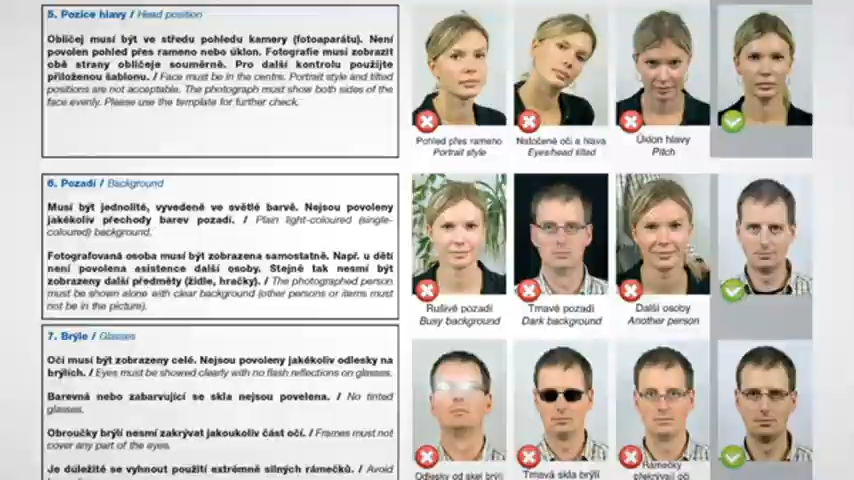 5. Pozice hlavy / Head position
Obličej musí být ve středu pohledu kamery (fotoaparátu). Není
povolen pohled přes rameno nebo úklon. Fotografie musí zobrazit
obě strany obličeje souměrně. Pro další kontrolu použijte
přiloženou šablonu. / Face must be in the centre. Portrait style and tilted
positions are not acceptable. The photograph must show both sides of the
face evenly. Please use the template for further check.
Pohled přes rameno
Portrait style
Natočené oči a hlava
Eyes/head tilted
Úklon hlavy
Pitch
6. Pozadí / Background
Musí být jednolité, vyvedené ve světlé barvě. Nejsou povoleny
jakékoliv přechody barev pozadí. / Plain light-coloured (single-
coloured) background.
Fotografovaná osoba musí být zobrazena samostatně. Např. u dětí
není povolena asistence další osoby. Stejně tak nesmí být
zobrazeny další předměty (židle, hračky). / The photographed person
must be shown alone with clear background (other persons or items must
not be in the picture).
Rušivé pozadí
Busy background
Tmavé pozadí
Dark background
Další osoby
Another person
7. Brýle / Glasses
Oči musí být zobrazeny celé. Nejsou povoleny jakékoliv odlesky na
brýlích. / Eyes must be showed clearly with no flash reflections on glasses.
Barevná nebo zabarvující se skla nejsou povolena. / No tinted
glasses.
Obroučky brýlí nesmí zakrývat jakoukoliv část očí. / Frames must not
cover any part of the eyes.
Je důležité se vyhnout použití extrémně silných rámečků. / Avoid
Odlesky od skel brýlí
Tmavá skla brýlí
Rámečky
překrývají oči